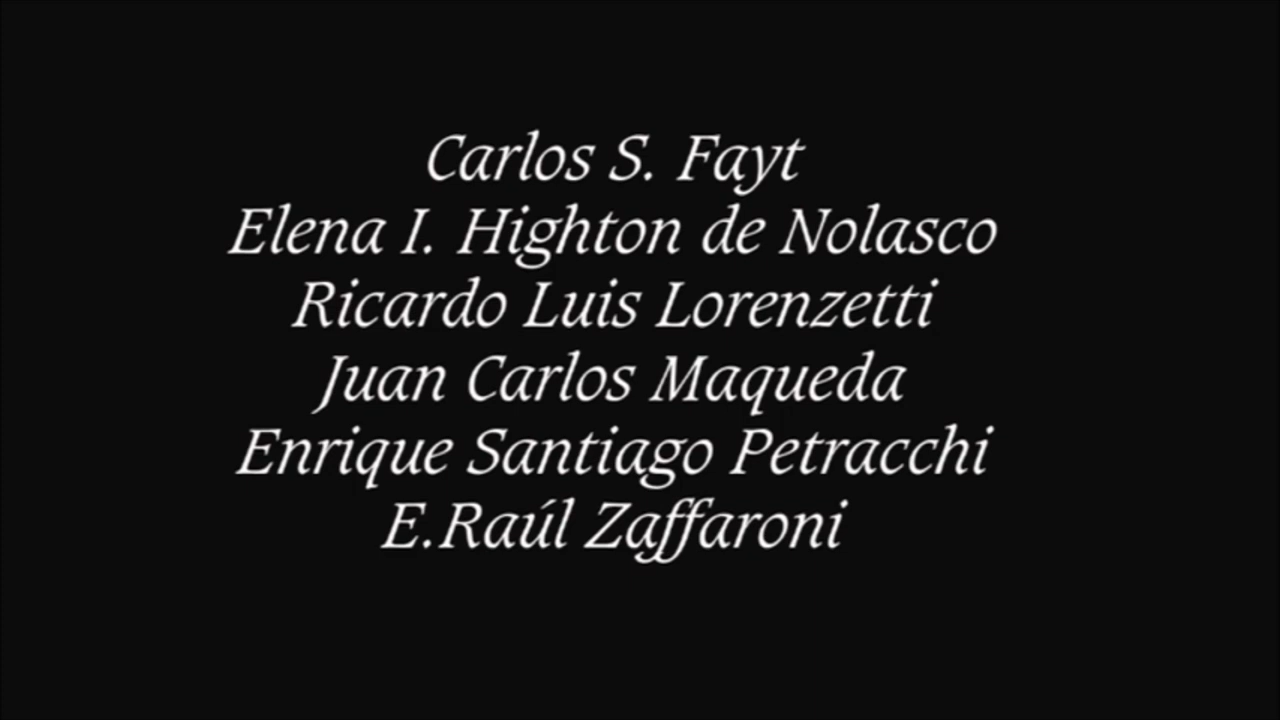 Carlos S. Fayt
Elena I. Highton de Nolasco
Ricardo Luis Lorenzetti
Juan Carlos Maqueda
Enrique Santiago Petracchi
E.Raúl Zaffaroni